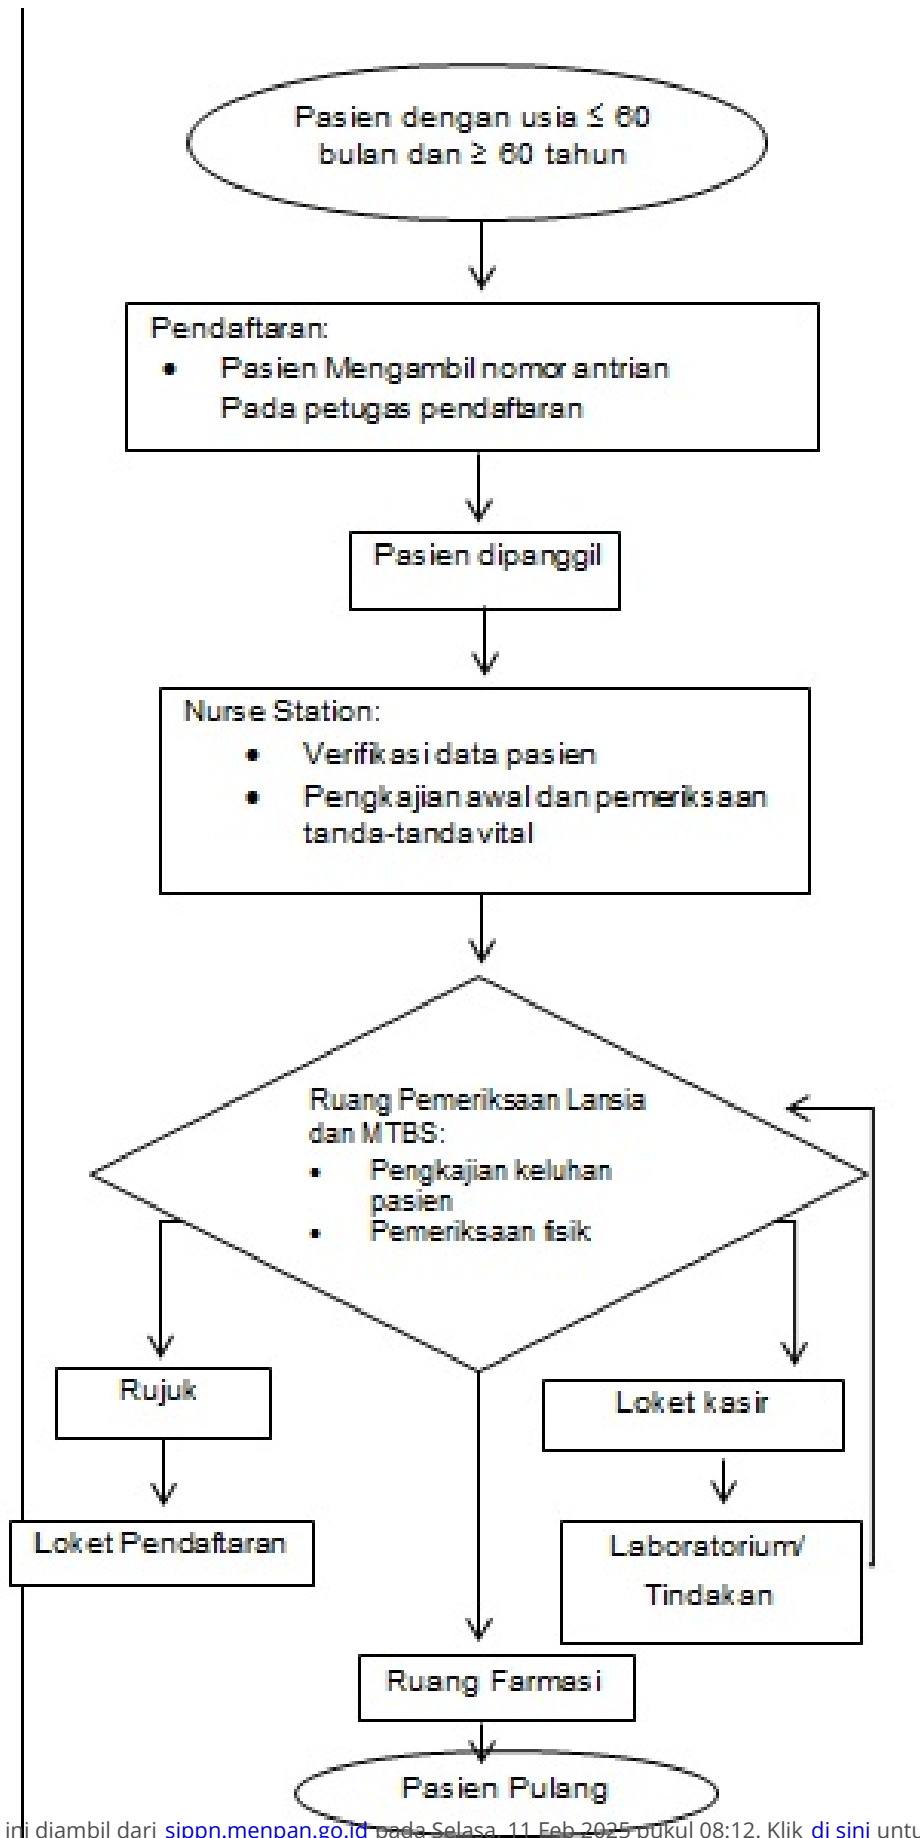 Pasien dengan usia ≤ 60
bulan dan ≥ 60 tahun
Pendaftaran:
• Pasien Mengambil nomor antrian
Pada petugas pendaftaran
Pasien dipanggil
Nurse Station:
• Verifikasi data pasien
• Pengkajian awal dan pemeriksaan
tanda-tanda vital
Ruang Pemeriksaan Lansia
dan MTBS:
• Pengkajian keluhan
pasien
• Pemeriksaan fisik
Rujuk
Loket kasir
Loket Pendaftaran
Laboratorium/
Tindakan
Ruang Farmasi
Pasien Pulang
ini diambil dari sippn.menpan.go.id pada Selasa, 11 Feb 2025 pukul 08:12. Klik di sini untu